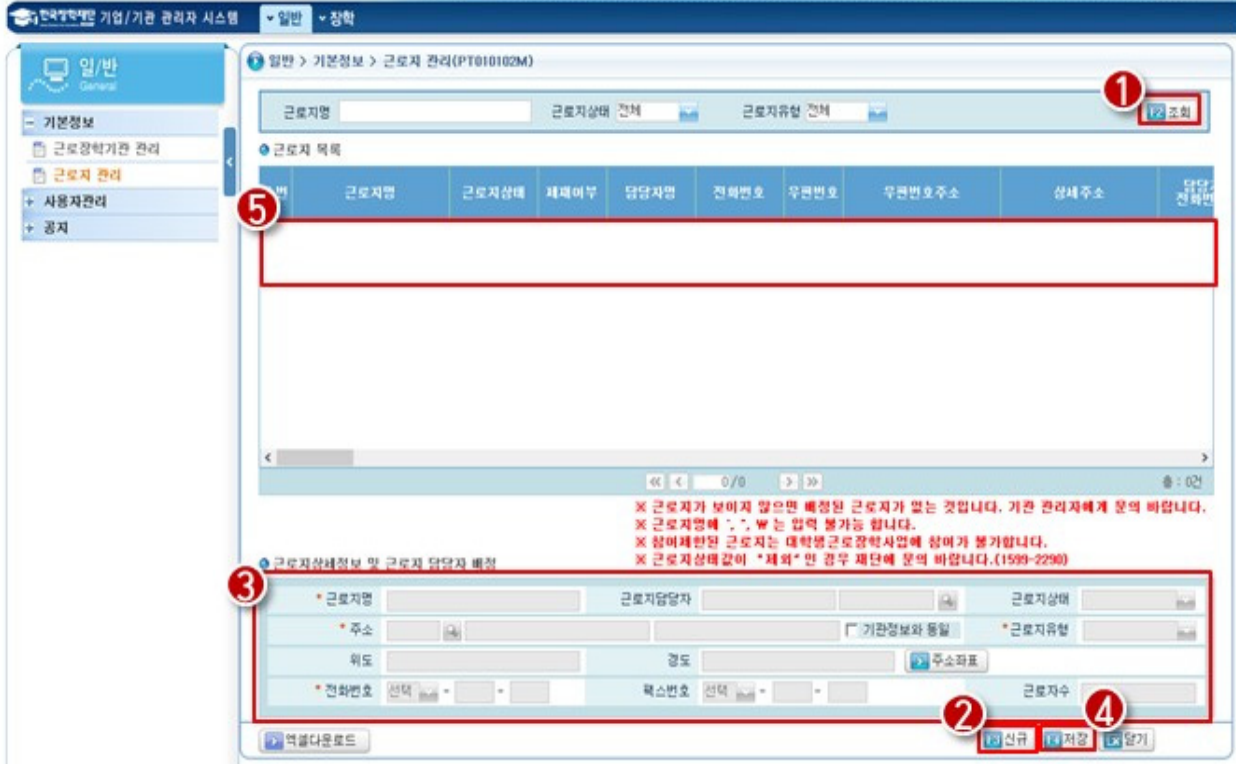 한국장학재단 기업/기관 관리자 시스템
일반
장학
일/반
General
기본정보
근로장학기관 관리
근로지 관리
사용자관리
공지
일반 > 기본정보 > 근로지 관리(PT010102M)
근로지명
근로지상태 전체
근로지유형 전체
1
조회
근로지 목록
근로지명 근로지상태 제재여부 담당자명 전화번호 우편번호 우편번호주소 상세주소
5
0/0
총 : 0건
※ 근로지가 보이지 않으면 배정된 근로지가 없는 것입니다. 기관 관리자에게 문의 바랍니다.
※ 근로지명에 ', ", ₩ 는 입력 불가능 합니다.
※ 참여제한된 근로지는 대학생근로장학사업에 참여가 불가합니다.
※ 근로지상태값이 "제외"인 경우 재단에 문의 바랍니다.(1599-2290)
근로지상세정보 및 근로지 담당자 배정
3
* 근로지명 근로지담당자 근로지상태
* 주소 기관정보와 동일 * 근로지유형
위도 경도 주소좌표
* 전화번호 선택 - - 팩스번호 선택 - - 근로자수
엑셀다운로드
2
신규
4
저장
닫기